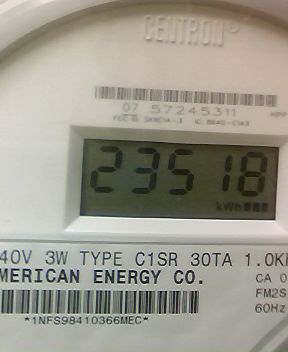 CENTRON®
07 57245311
23518
kWh
40V 3W TYPE C1SR 30TA 1.0K
MERICAN ENERGY CO.
CA 0
FM2S
60Hz
*1NFS98410366MEC*